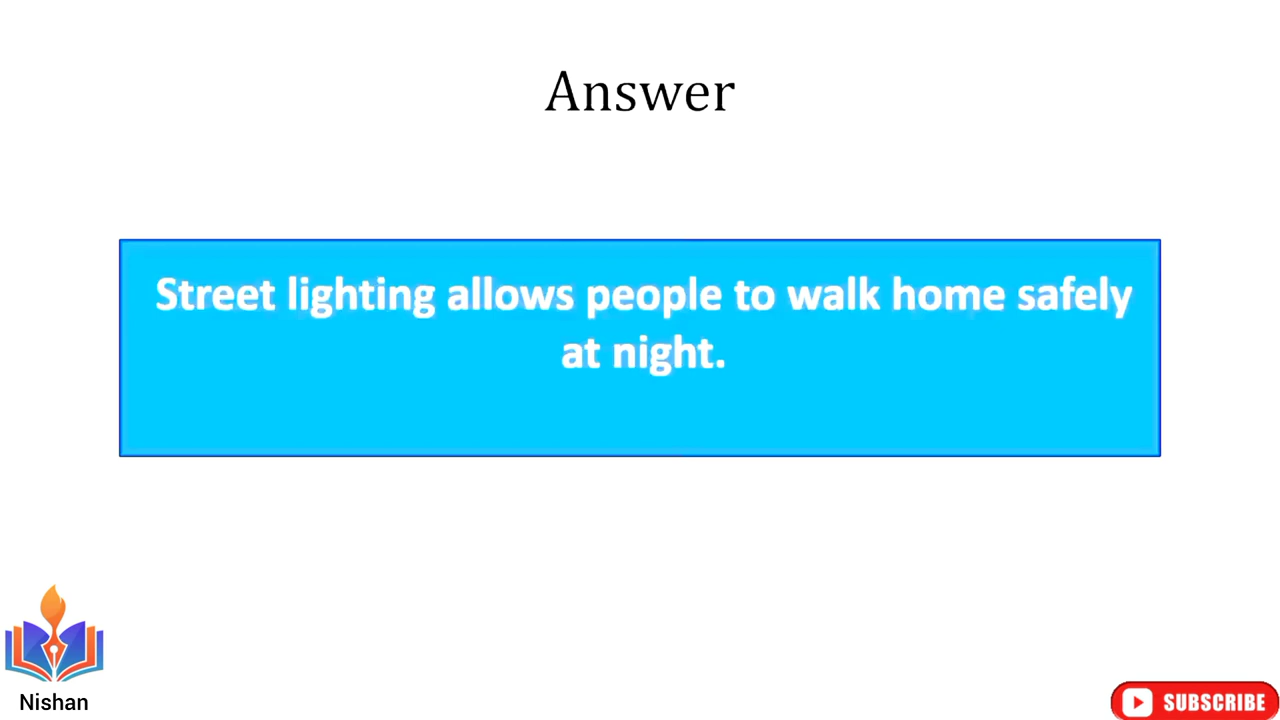 Answer
Street lighting allows people to walk home safely
at night.
Nishan
SUBSCRIBE